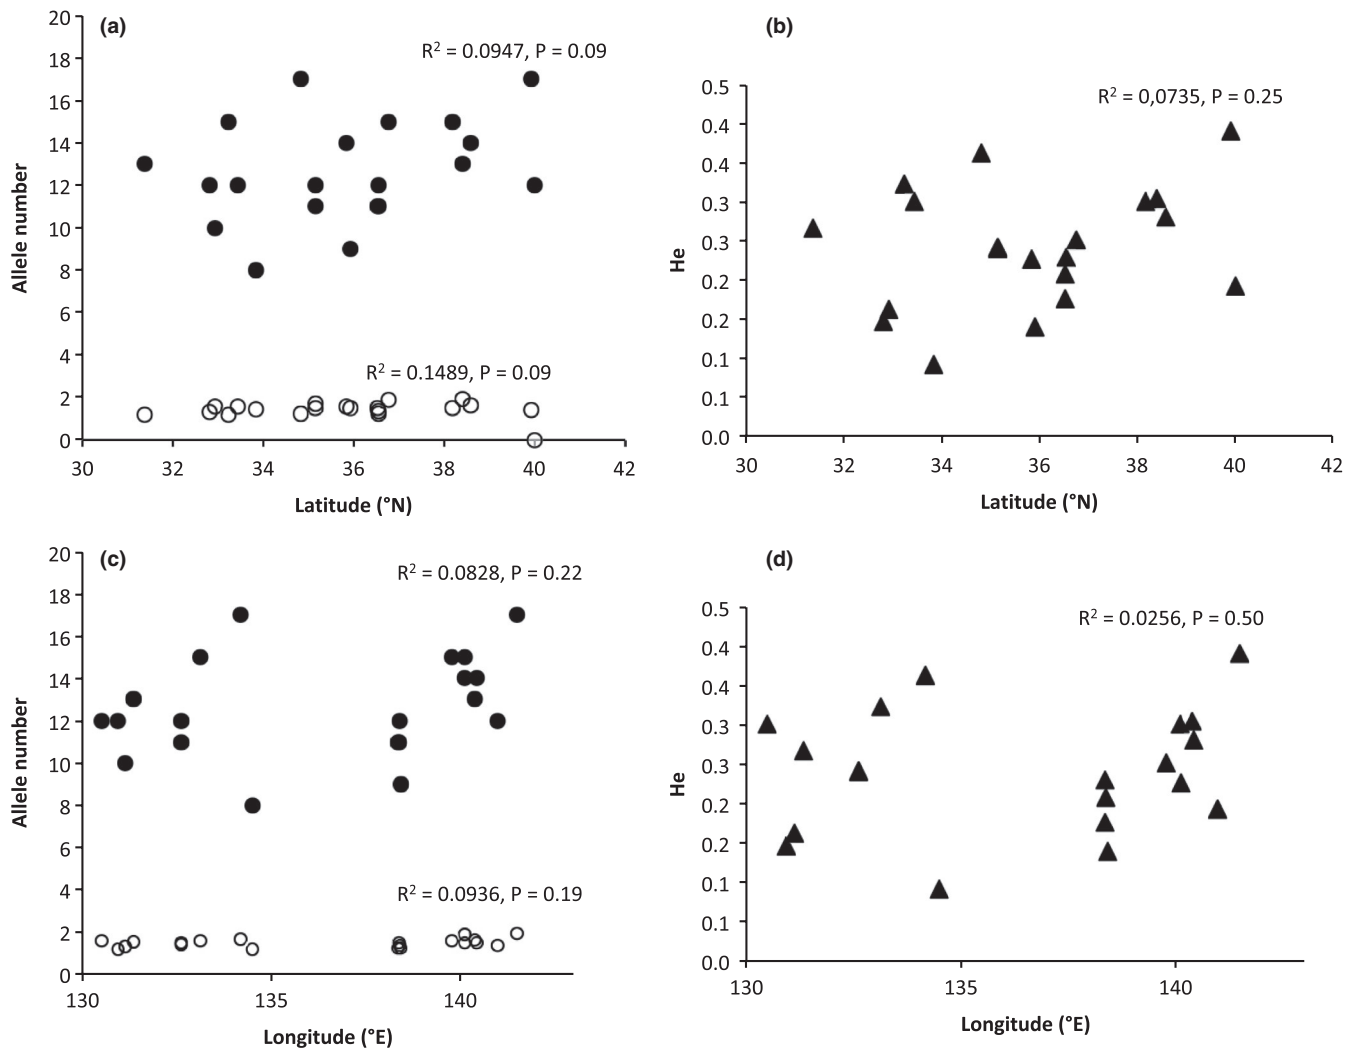 (a)
R² = 0.0947, P = 0.09
20
18
16
14
12
10
8
6
4
2
0
Allele number
R² = 0.1489, P = 0.09
30 32 34 36 38 40 42
Latitude (°N)
(b)
R² = 0,0735, P = 0.25
0.5
0.4
0.4
0.3
0.3
0.2
0.2
0.1
0.1
0.0
He
30 32 34 36 38 40 42
Latitude (°N)
(c)
R² = 0.0828, P = 0.22
20
18
16
14
12
10
8
6
4
2
0
Allele number
R² = 0.0936, P = 0.19
130 135 140
Longitude (°E)
(d)
R² = 0.0256, P = 0.50
0.5
0.4
0.4
0.3
0.3
0.2
0.2
0.1
0.1
0.0
He
130 135 140
Longitude (°E)